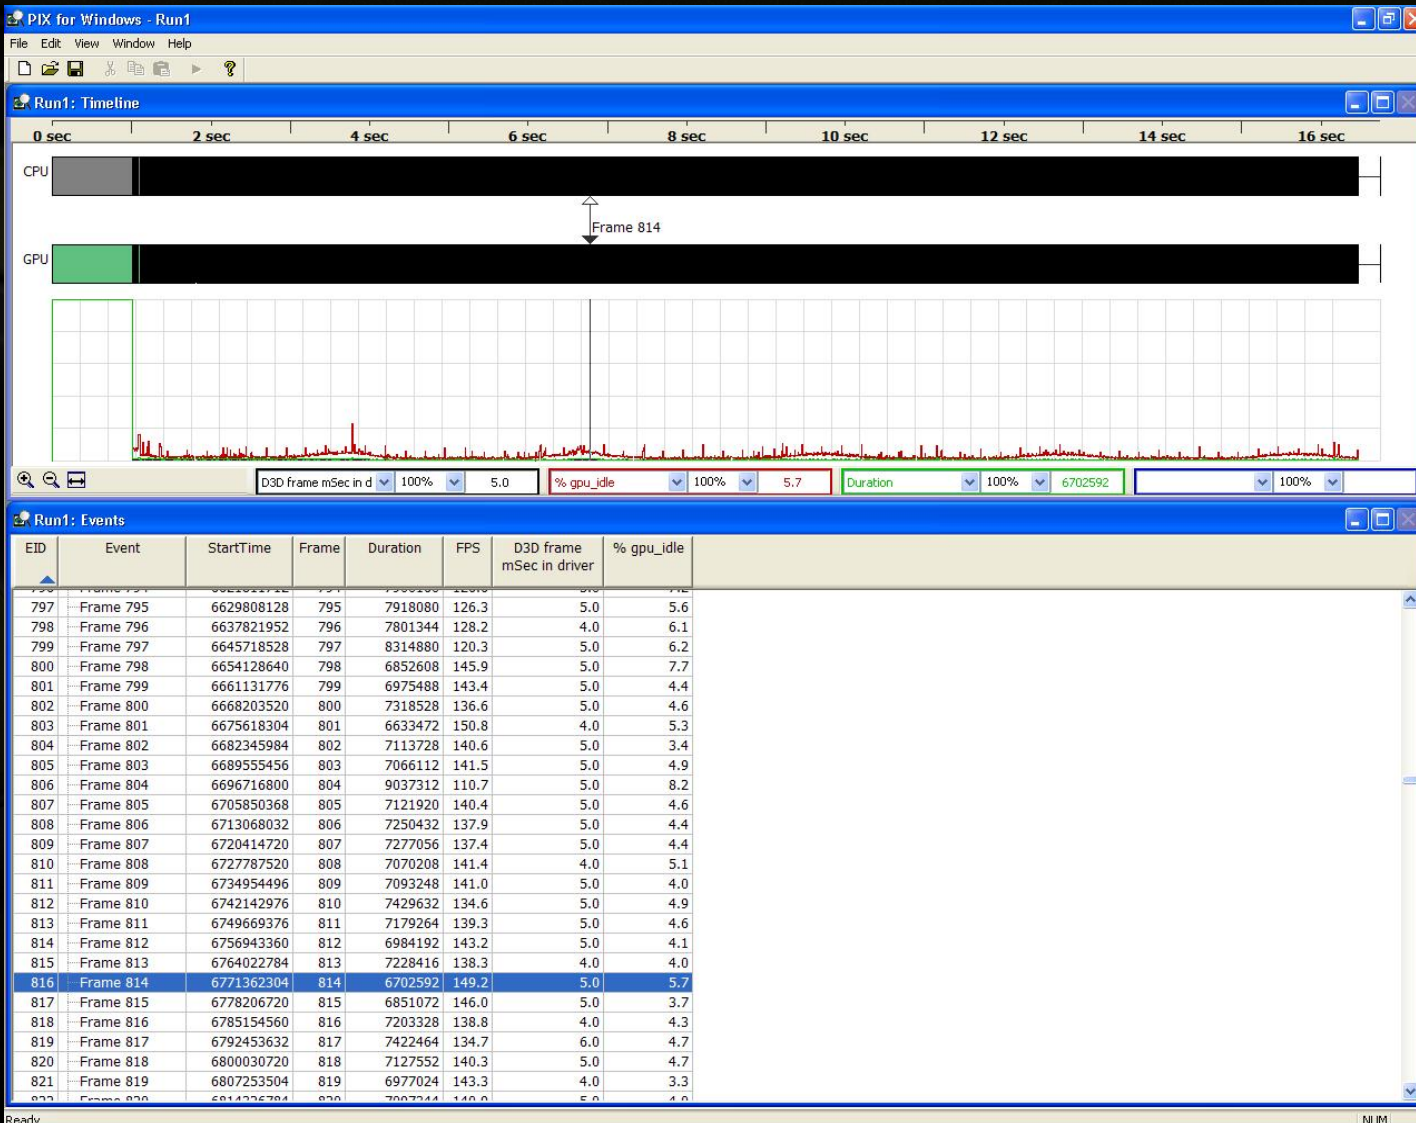 PIX for Windows - Run1
File Edit View Window Help
Run1: Timeline
0 sec 2 sec 4 sec 6 sec 8 sec 10 sec 12 sec 14 sec 16 sec
CPU
Frame 814
GPU
D3D frame mSec in d 100% 5.0 % gpu_idle 100% 5.7 Duration 100% 6702592 100%
Run1: Events
EID Event StartTime Frame Duration FPS D3D frame mSec in driver % gpu_idle
797 Frame 795 6629808128 795 7918080 126.3 5.0 5.6
798 Frame 796 6637821952 796 7801344 128.2 4.0 6.1
799 Frame 797 6645718528 797 8314880 120.3 5.0 6.2
800 Frame 798 6654128640 798 6852608 145.9 5.0 7.7
801 Frame 799 6661131776 799 6975488 143.4 5.0 4.4
802 Frame 800 6668203520 800 7318528 136.6 5.0 4.6
803 Frame 801 6675618304 801 6633472 150.8 4.0 5.3
804 Frame 802 6682345984 802 7113728 140.6 5.0 3.4
805 Frame 803 6689555456 803 7066112 141.5 5.0 4.9
806 Frame 804 6696716800 804 9037312 110.7 5.0 8.2
807 Frame 805 6705850368 805 7121920 140.4 5.0 4.6
808 Frame 806 6713068032 806 7250432 137.9 5.0 4.4
809 Frame 807 6720414720 807 7277056 137.4 5.0 4.4
810 Frame 808 6727787520 808 7070208 141.4 4.0 5.1
811 Frame 809 6734954496 809 7093248 141.0 5.0 4.0
812 Frame 810 6742142976 810 7429632 134.6 5.0 4.9
813 Frame 811 6749669376 811 7179264 139.3 5.0 4.6
814 Frame 812 6756943360 812 6984192 143.2 5.0 4.1
815 Frame 813 6764022784 813 7228416 138.3 4.0 4.0
816 Frame 814 6771362304 814 6702592 149.2 5.0 5.7
817 Frame 815 6778206720 815 6851072 146.0 5.0 3.7
818 Frame 816 6785154560 816 7203328 138.8 4.0 4.3
819 Frame 817 6792453632 817 7422464 134.7 6.0 4.7
820 Frame 818 6800030720 818 7127552 140.3 5.0 4.7
821 Frame 819 6807253504 819 6977024 143.3 4.0 3.3
Ready NUM